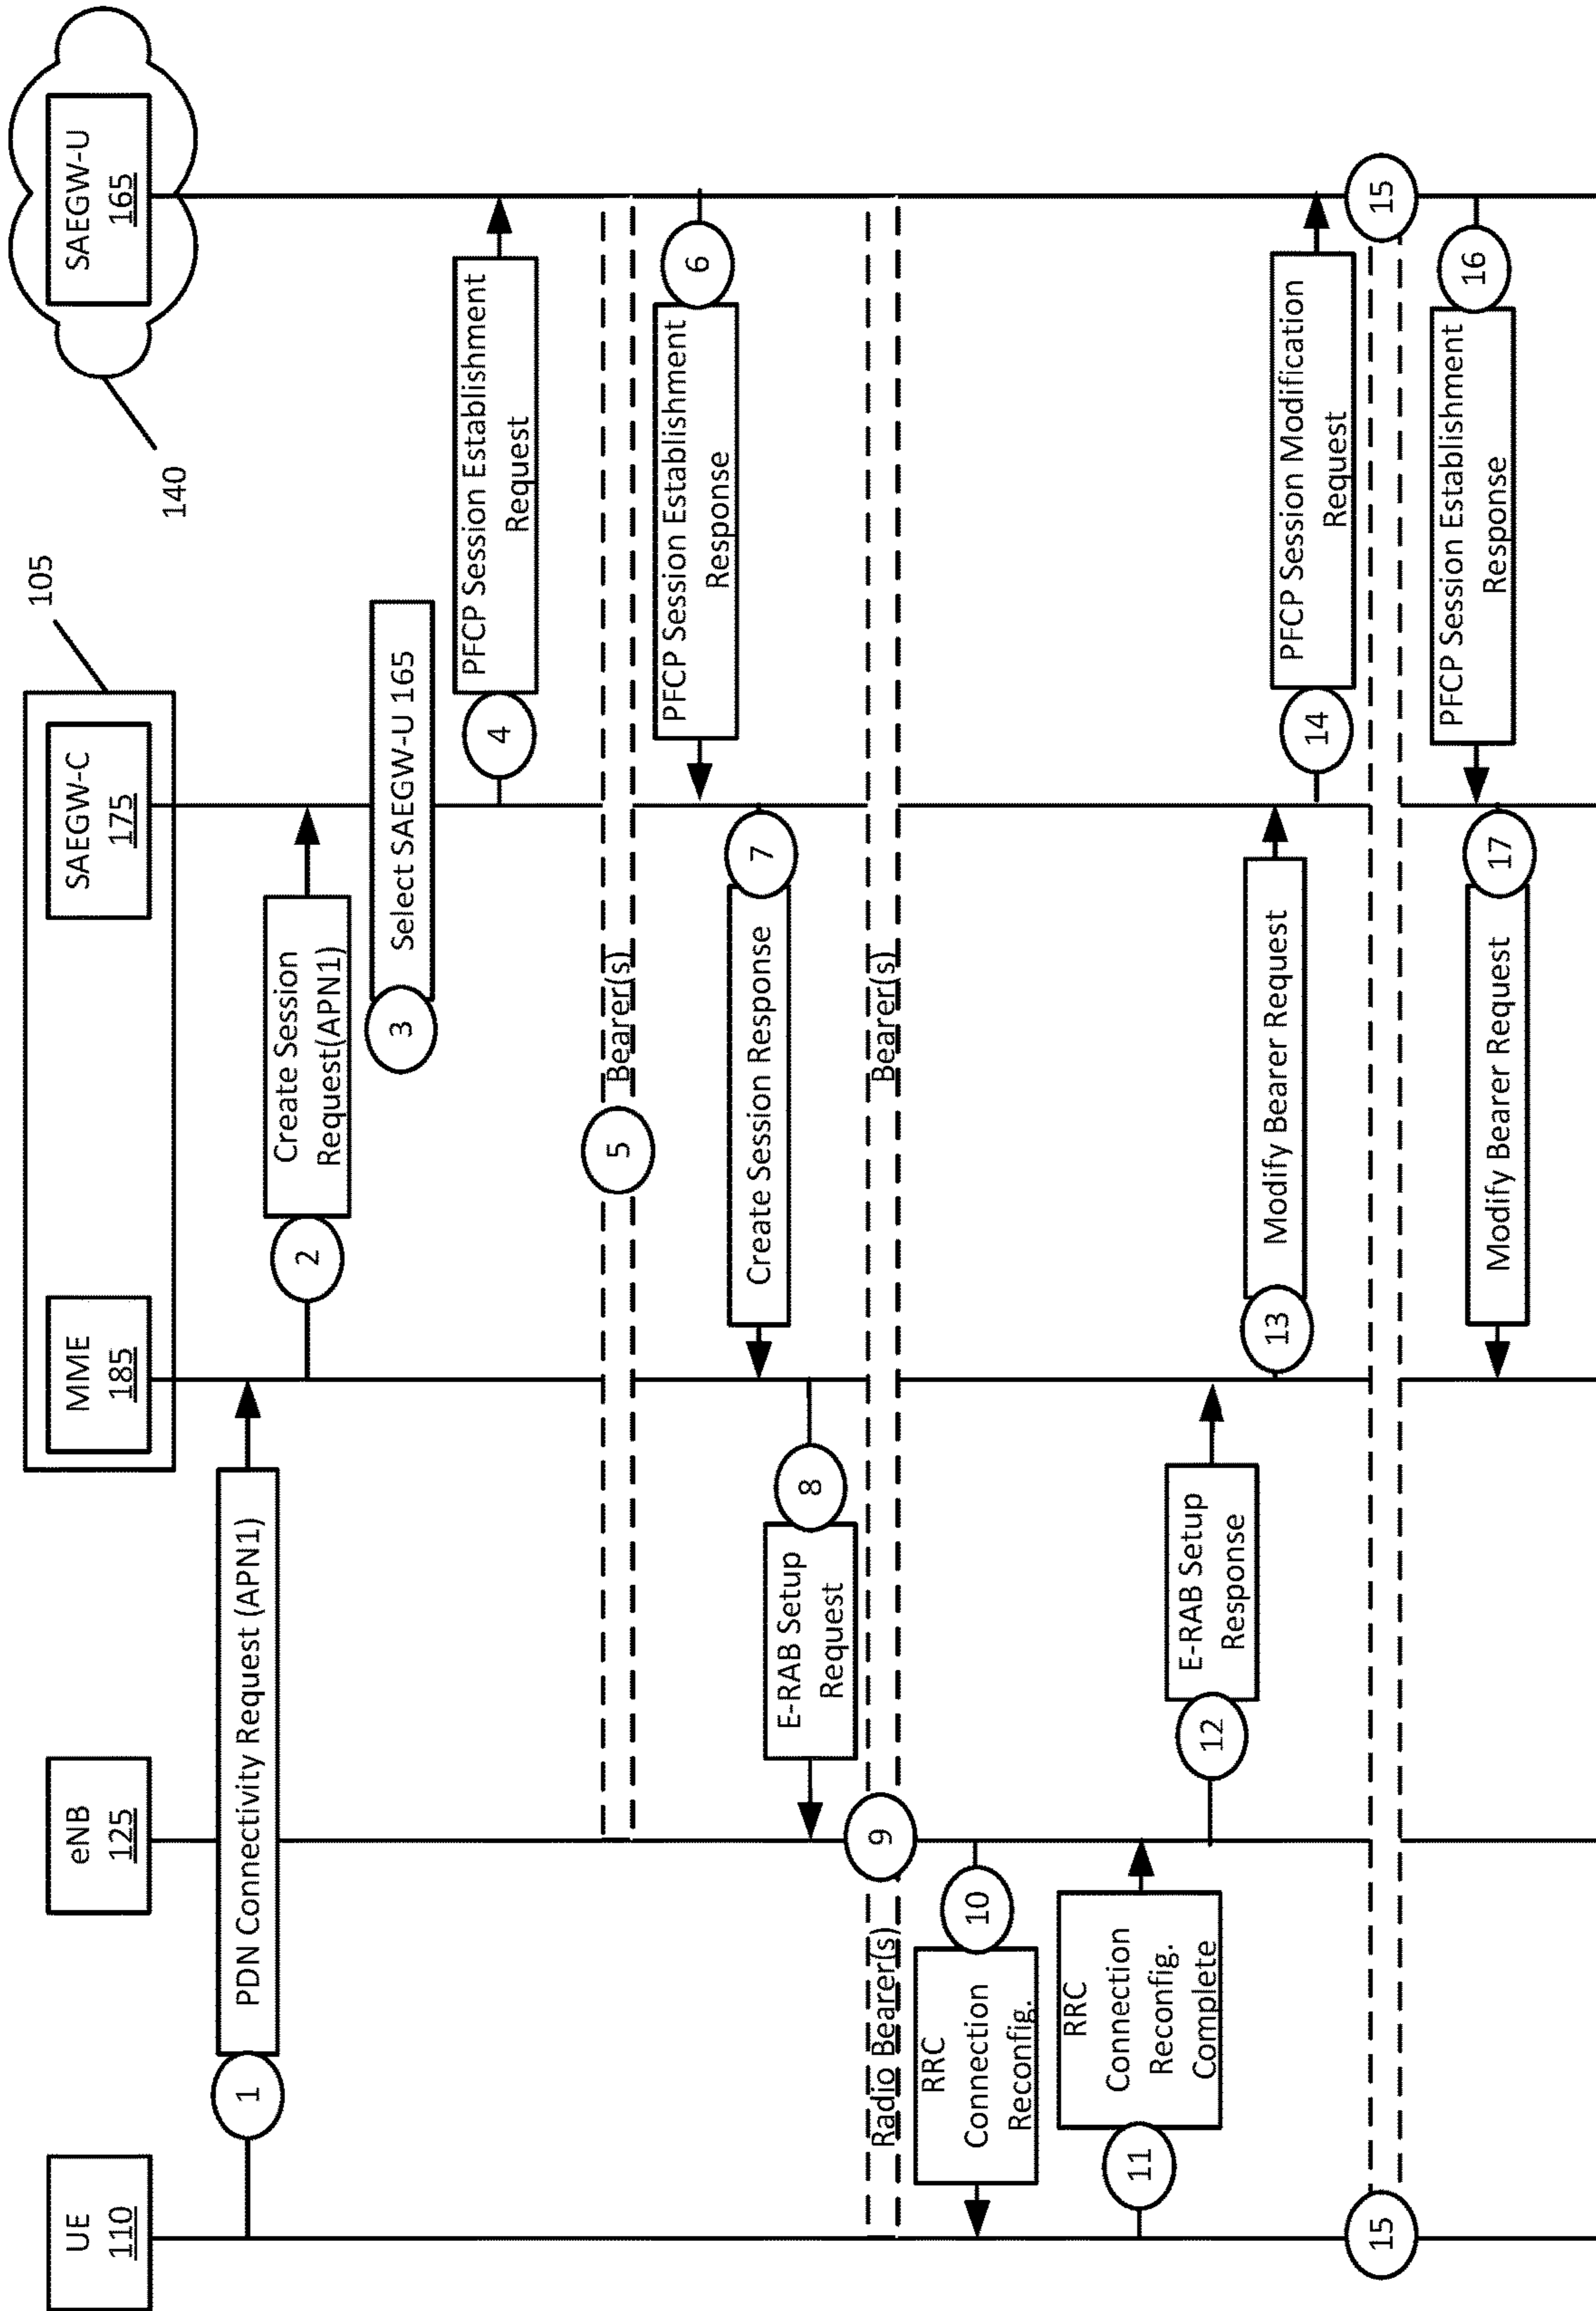 UE
110
eNB
125
MME
185
SAEGW-C
175
105
SAEGW-U
165
140
1
PDN Connectivity Request (APN1)
2
Create Session
Request(APN1)
3
Select SAEGW-U 165
4
PFCP Session Establishment
Request
5
Bearer(s)
6
PFCP Session Establishment
Response
7
Create Session Response
8
E-RAB Setup
Request
9
Radio Bearer(s)
Bearer(s)
10
RRC
Connection
Reconfig.
11
RRC
Connection
Reconfig.
Complete
12
E-RAB Setup
Response
13
Modify Bearer Request
14
PFCP Session Modification
Request
15
15
16
PFCP Session Establishment
Response
17
Modify Bearer Request